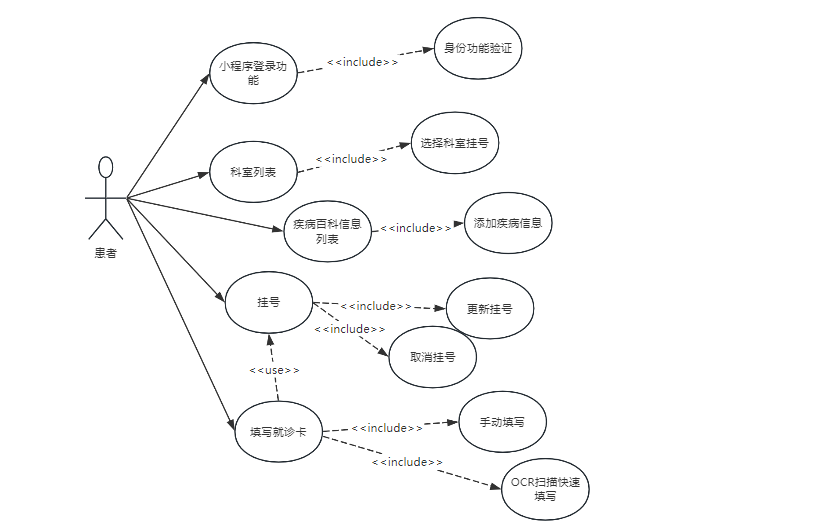 身份功能验证
小程序登录功
能
<<include>>
选择科室挂号
<<include>>
科室列表
疾病百科信息
列表
<<include>>
添加疾病信息
患者
挂号
<<include>>
更新挂号
<<include>>
取消挂号
<<use>>
填写就诊卡
<<include>>
手动填写
<<include>>
OCR扫描快速
填写